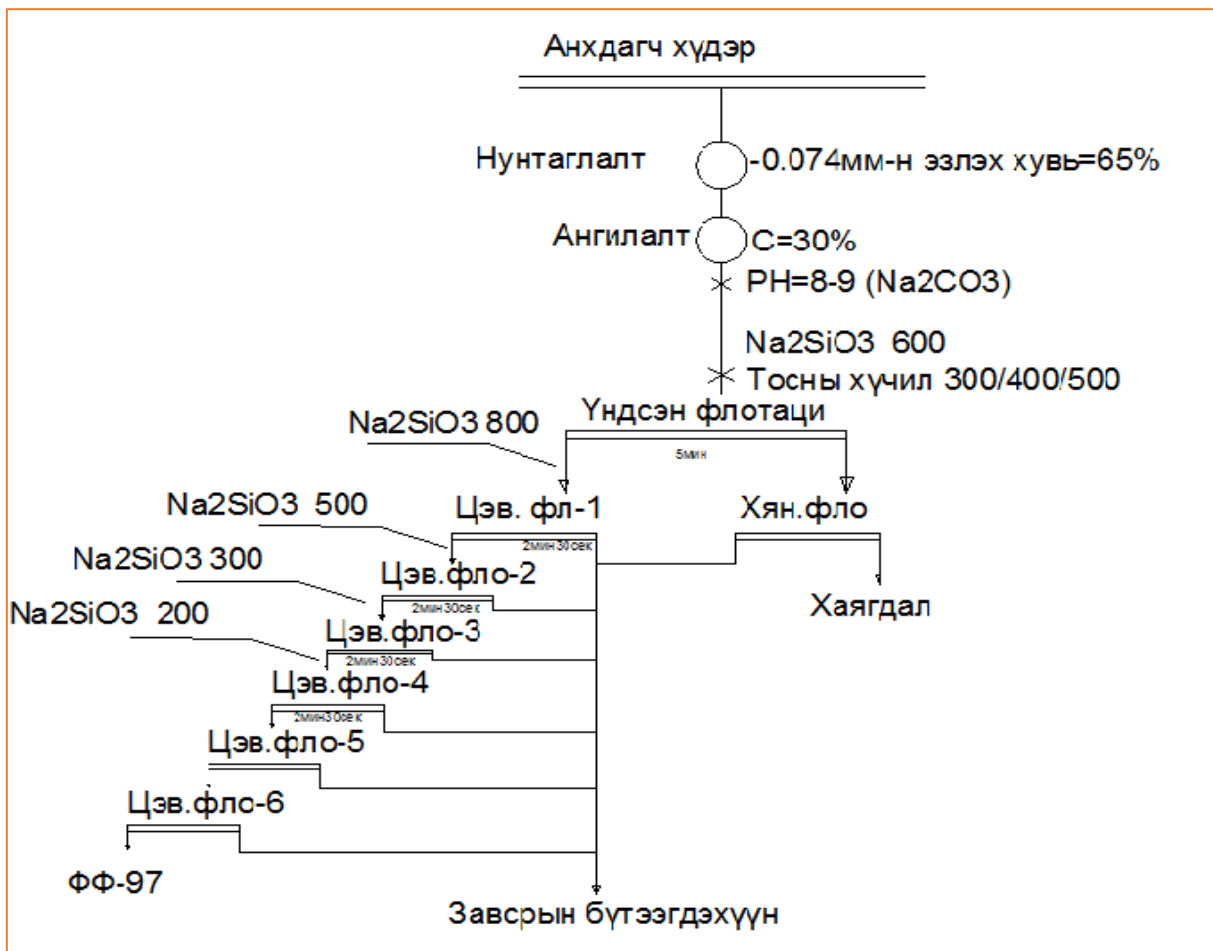 Анхдагч хүдэр
Нунтаглалт
-0.074мм-н эзлэх хувь=65%
Ангилалт
C=30%
PH=8-9 (Na2CO3)
Na2SiO3 600
Тосны хүчил 300/400/500
Үндсэн флотаци
5мин
Na2SiO3 800
Цэв. фл-1
Хян.фло
Na2SiO3 500
2мин30сек
Na2SiO3 300
Цэв.фло-2
2мин30сек
Хаягдал
Na2SiO3 200
Цэв.фло-3
2мин30сек
Цэв.фло-4
2мин30сек
Цэв.фло-5
Цэв.фло-6
ФФ-97
Завсрын бүтээгдэхүүн